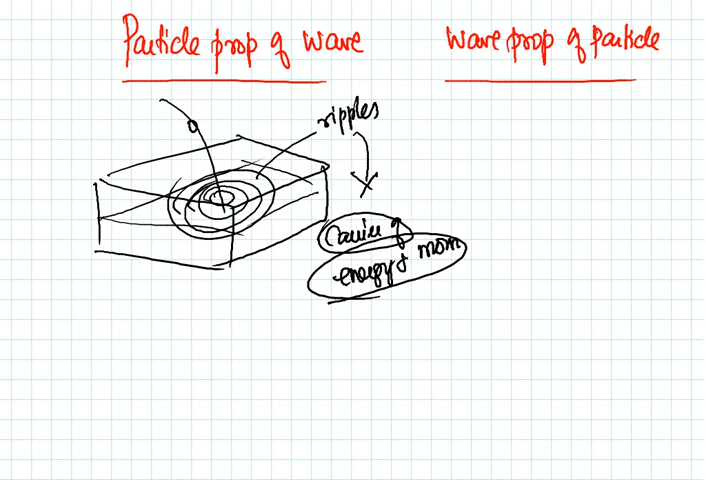 Particle prop of wave
wave prop of Particle
ripples
Carrier of
energy & mom